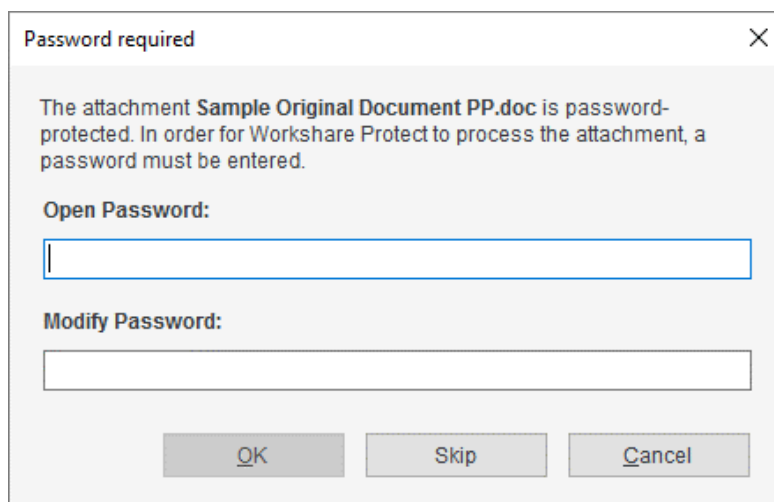 Password required
The attachment Sample Original Document PP.doc is password-
protected. In order for Workshare Protect to process the attachment, a
password must be entered.
Open Password:
Modify Password:
OK Skip Cancel